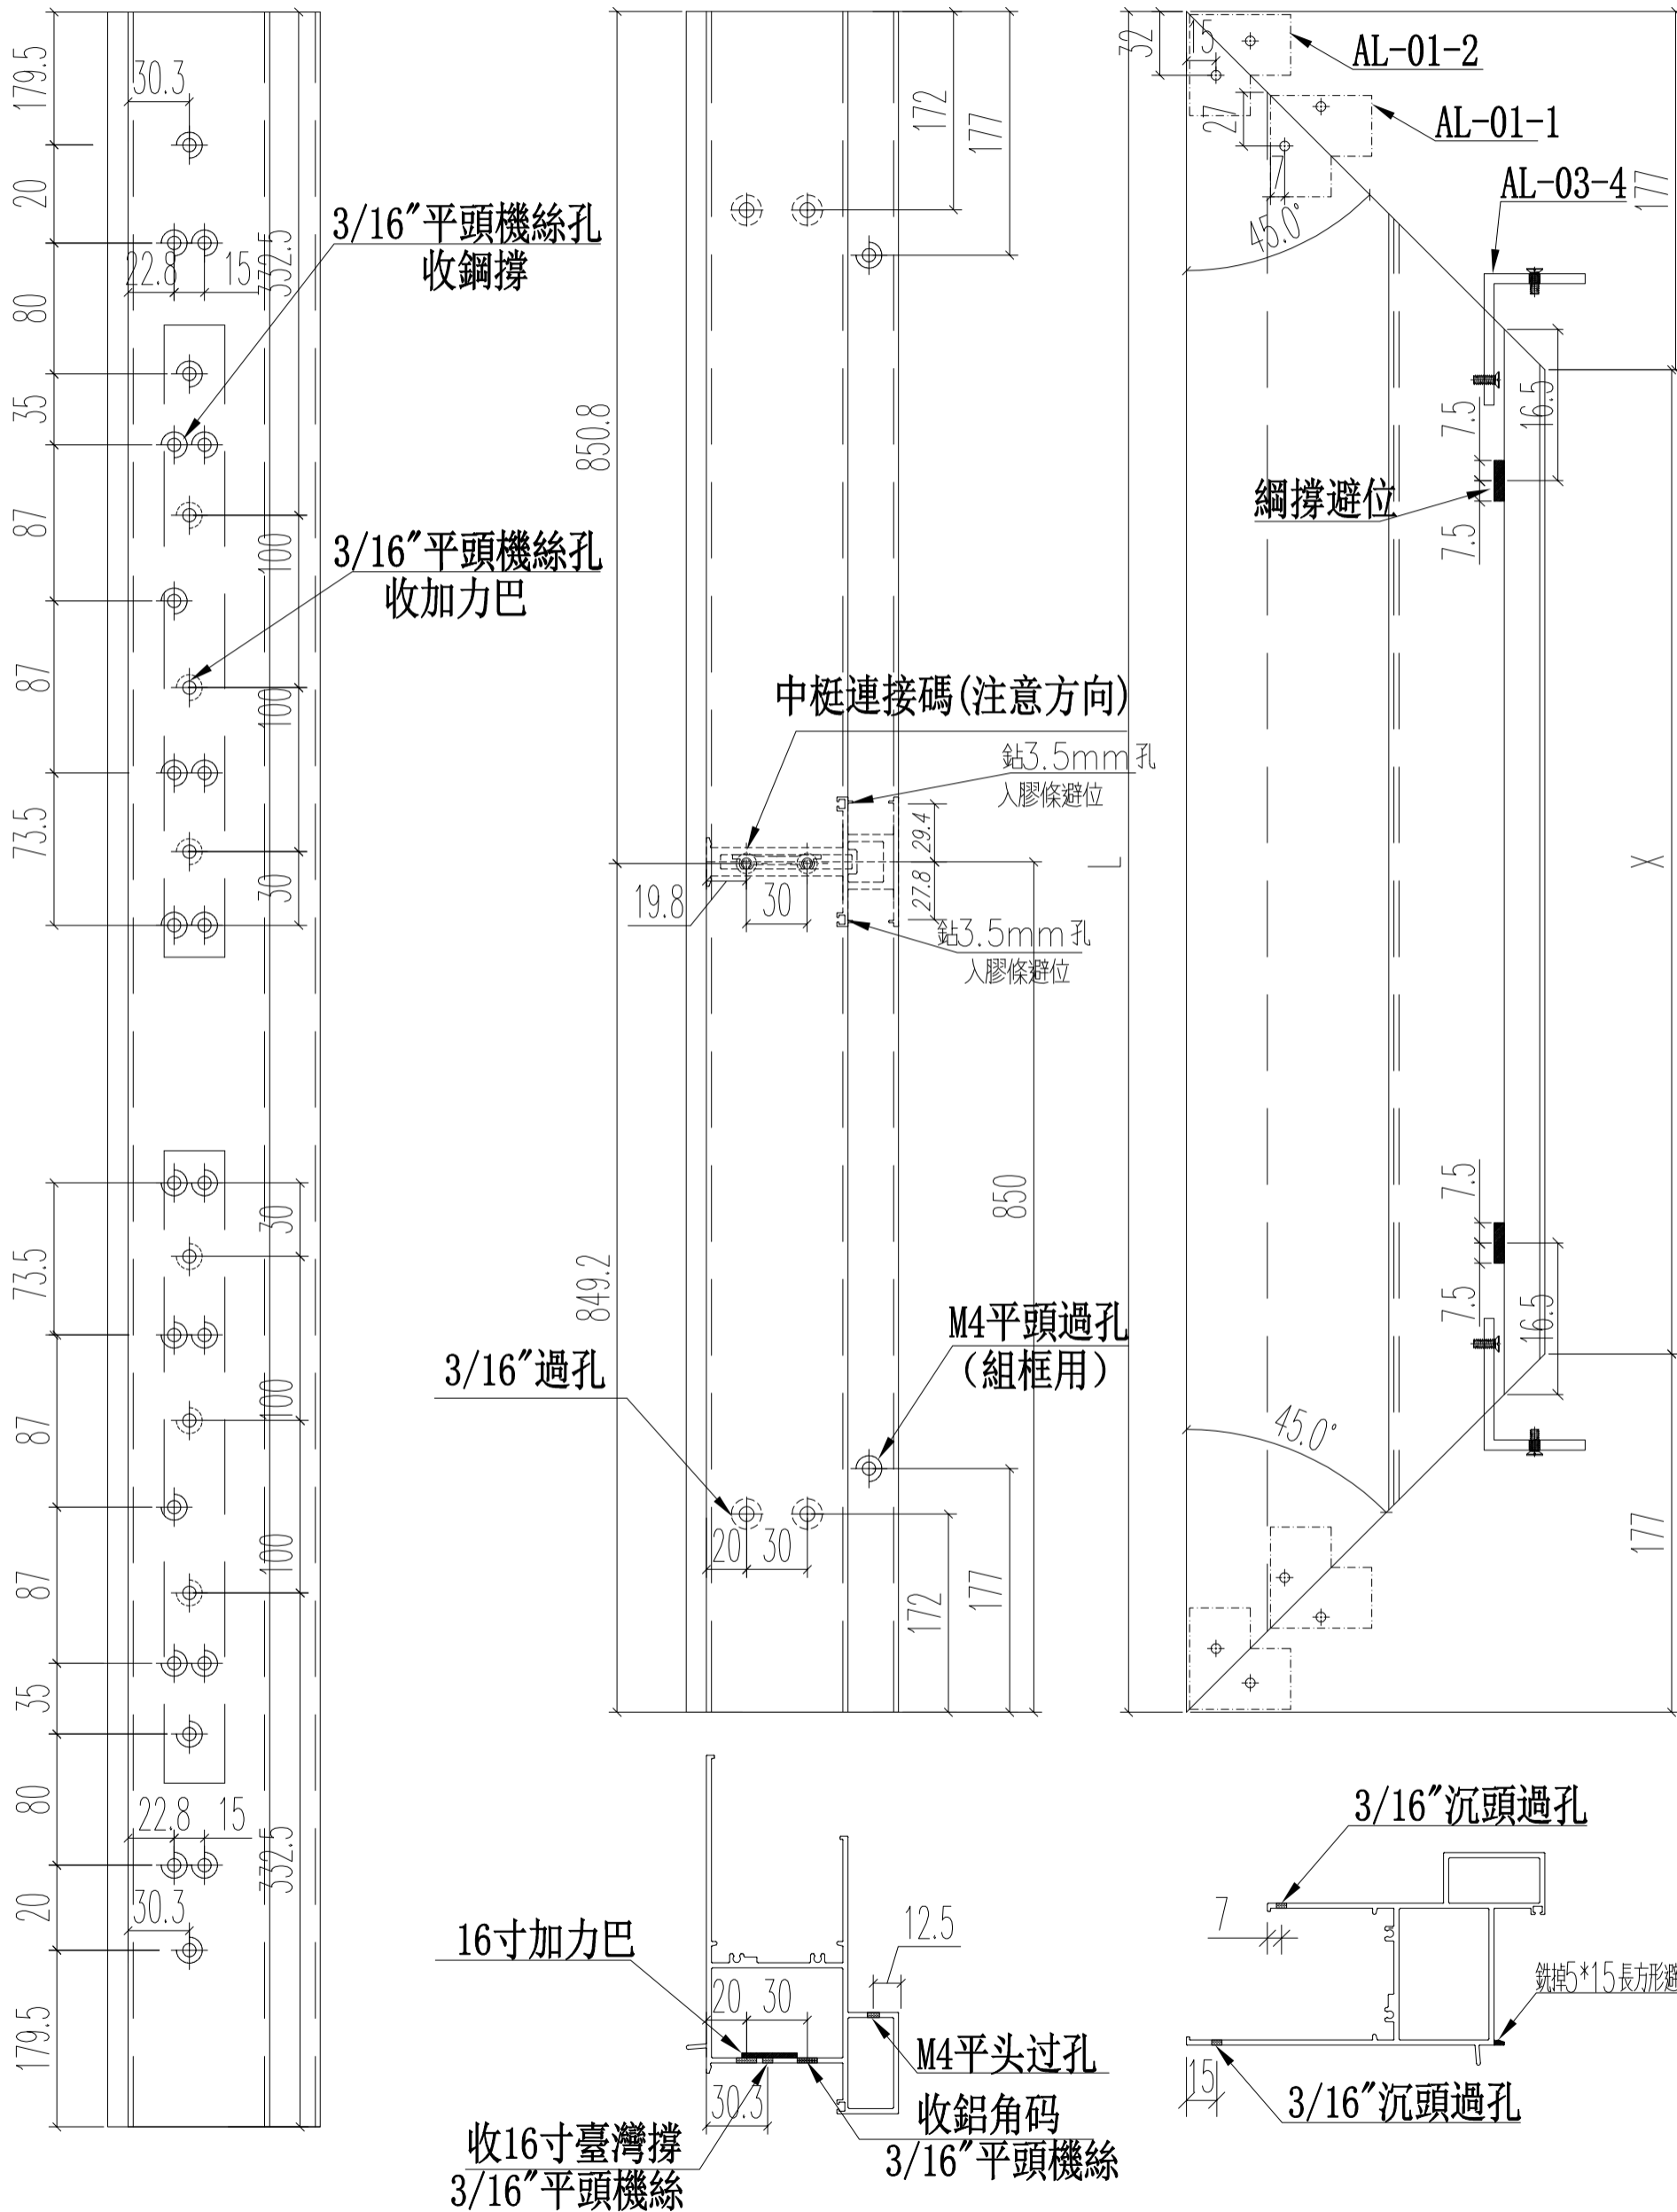 179.5
30.3
20
3/16″平頭機絲孔
收鋼撐
22.8
15
332.5
80
35
87
100
3/16″平頭機絲孔
收加力巴
87
100
73.5
30
30
73.5
100
87
100
87
35
80
22.8
15
332.5
20
30.3
179.5
172
177
850.8
中梃連接碼(注意方向)
鉆3.5mm孔
入膠條避位
29.4
27.8
19.8
30
鉆3.5mm孔
入膠條避位
850
849.2
M4平頭過孔
(組框用)
3/16″過孔
20
30
172
177
L
32
15
AL-01-2
27
AL-01-1
7
AL-03-4
177
45.0°
16.5
7.5
綱撐避位
7.5
X
7.5
7.5
16.5
45.0°
177
16寸加力巴
12.5
20
30
M4平头过孔
30.3
收鋁角码
3/16″平頭機絲
收16寸臺灣撐
3/16″平頭機絲
3/16″沉頭過孔
7
銑掉5*15長方形避
15
3/16″沉頭過孔